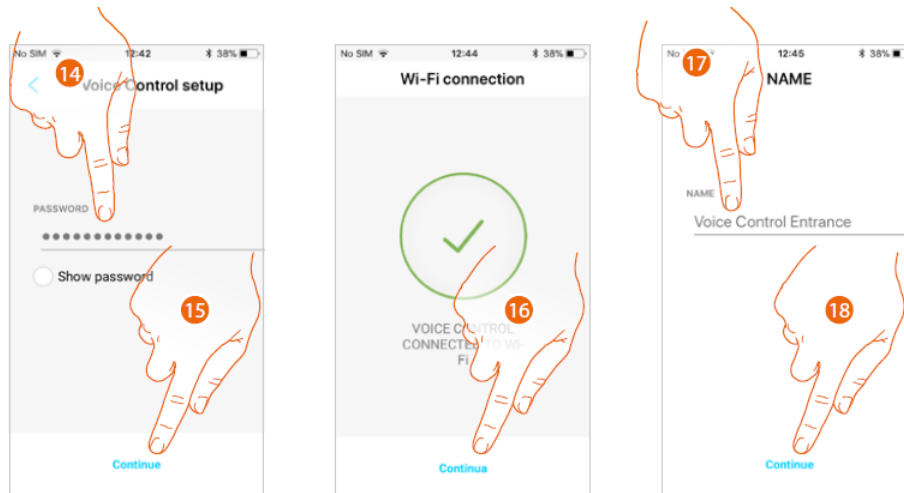 No SIM 12:42 38%
14
Voice Control setup
PASSWORD
Show password
15
Continue
No SIM 12:44 38%
Wi-Fi connection
16
VOICE CONTROL
CONNECTED TO WI-
Fi
Continua
No 12:45 38%
17
NAME
NAME
Voice Control Entrance
18
Continue